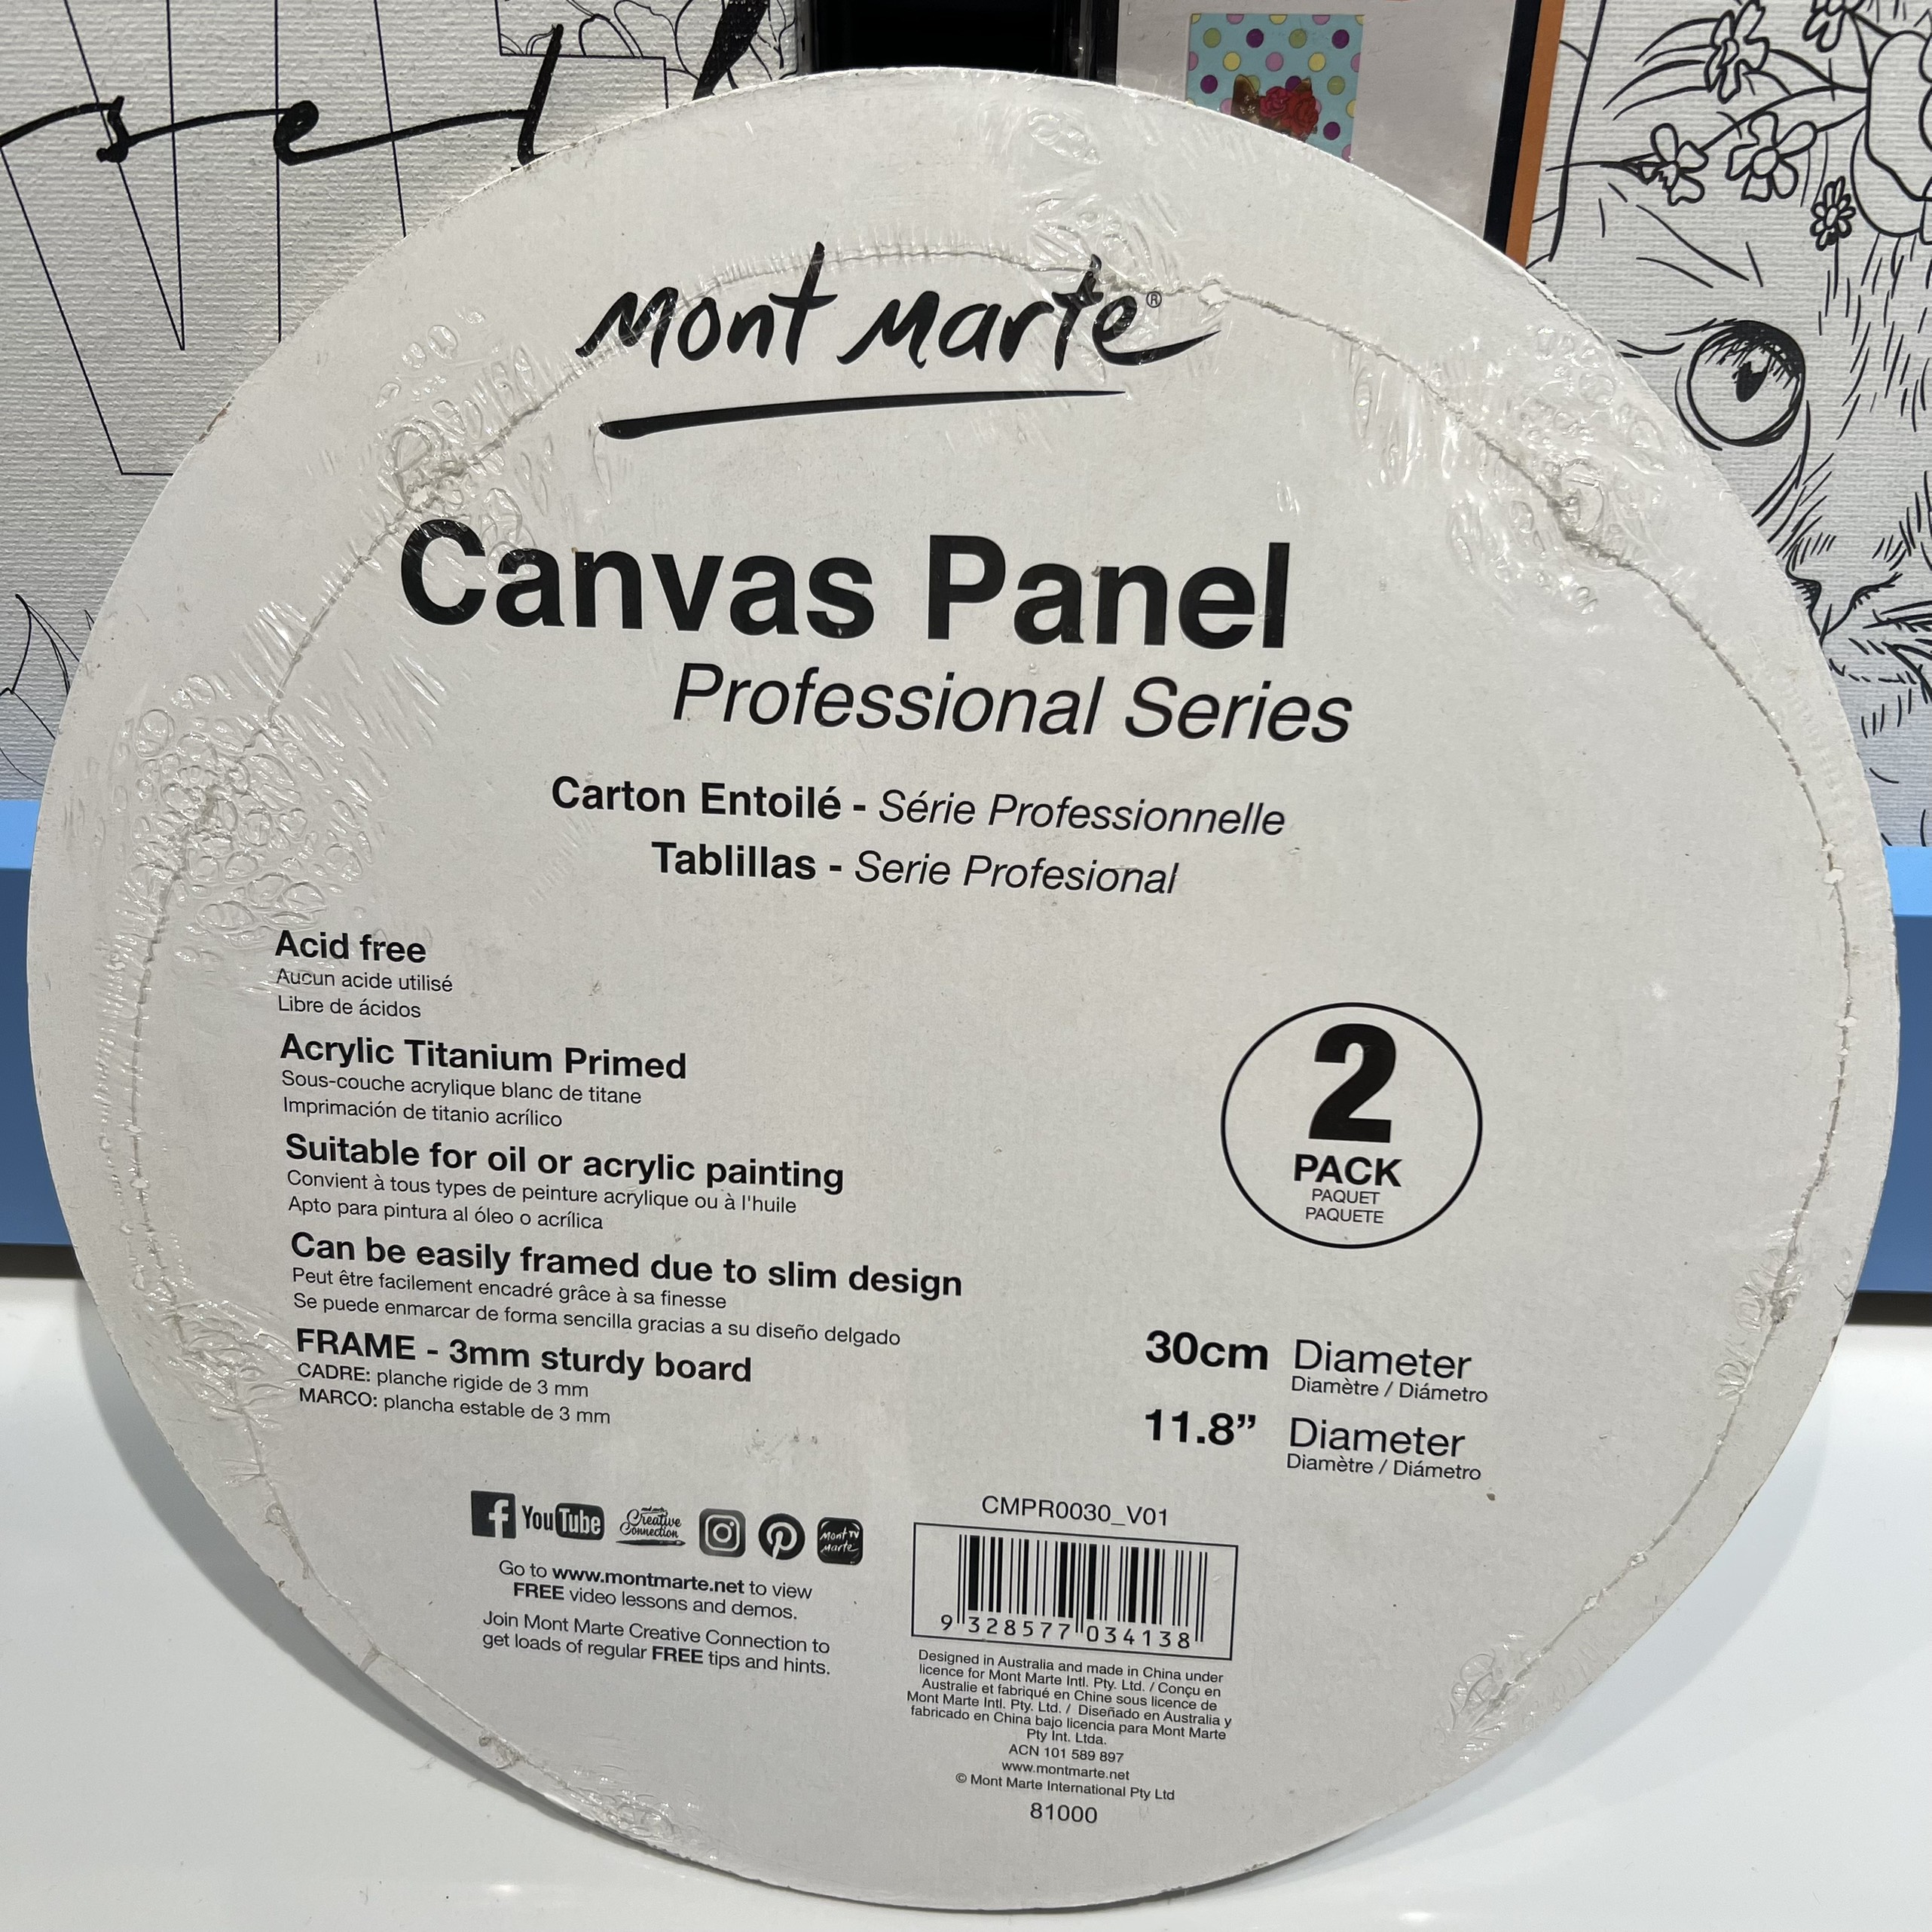 Mont Marte®
Canvas Panel
Professional Series
Carton Entoilé - Série Professionnelle
Tablillas - Serie Profesional
Acid free
Aucun acide utilisé
Libre de ácidos
Acrylic Titanium Primed
Sous-couche acrylique blanc de titane
Imprimación de titanio acrílico
Suitable for oil or acrylic painting
Convient à tous types de peinture acrylique ou à l'huile
Apto para pintura al óleo o acrílica
Can be easily framed due to slim design
Peut être facilement encadré grâce à sa finesse
Se puede enmarcar de forma sencilla gracias a su diseño delgado
FRAME - 3mm sturdy board
CADRE: planche rigide de 3 mm
MARCO: plancha estable de 3 mm
2
PACK
PAQUET
PAQUETE
30cm Diameter
Diamètre / Diámetro
11.8” Diameter
Diamètre / Diámetro
f YouTube Creative Connection Mont Marte TV
Go to www.montmarte.net to view
FREE video lessons and demos.
Join Mont Marte Creative Connection to
get loads of regular FREE tips and hints.
CMPR0030_V01
9 328577 034138
Designed in Australia and made in China under
licence for Mont Marte Intl. Pty. Ltd. / Conçu en
Australie et fabriqué en Chine sous licence de
Mont Marte Intl. Pty. Ltd. / Diseñado en Australia y
fabricado en China bajo licencia para Mont Marte
Pty Int. Ltda.
ACN 101 589 897
www.montmarte.net
© Mont Marte International Pty Ltd
81000